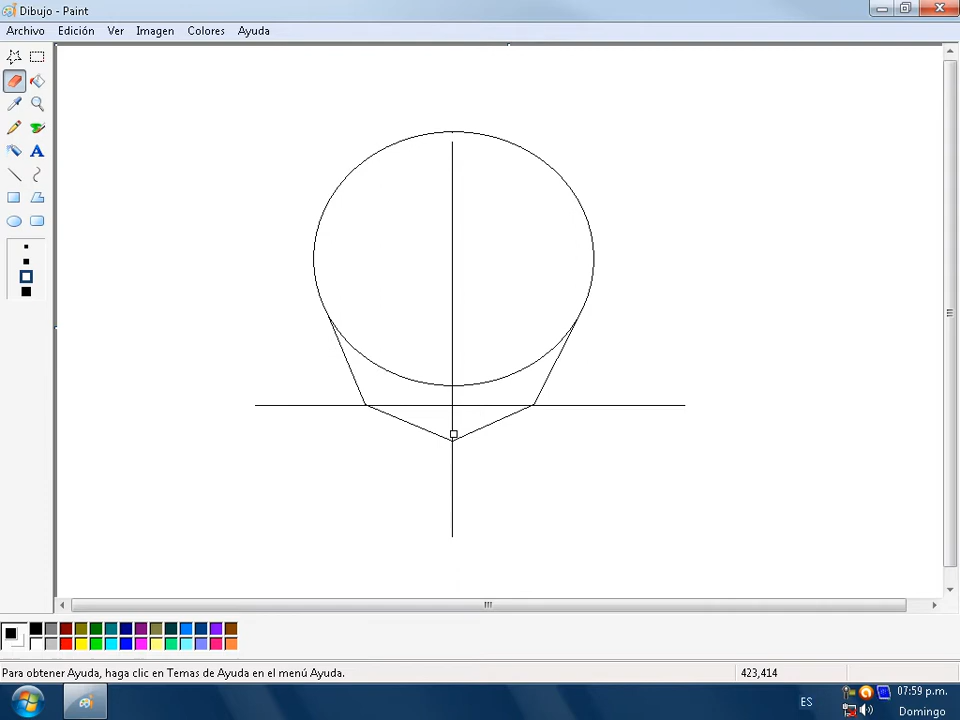 Dibujo - Paint
Archivo Edición Ver Imagen Colores Ayuda
Para obtener Ayuda, haga clic en Temas de Ayuda en el menú Ayuda. 423,414
ES 07:59 p.m.
Domingo